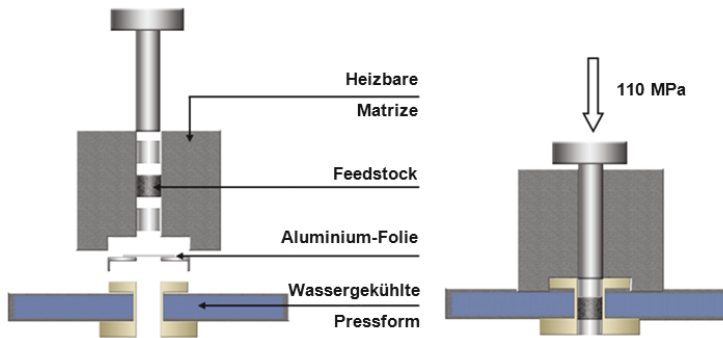 Heizbare
Matrize
110 MPa
Feedstock
Aluminium-Folie
Wassergekühlte
Pressform